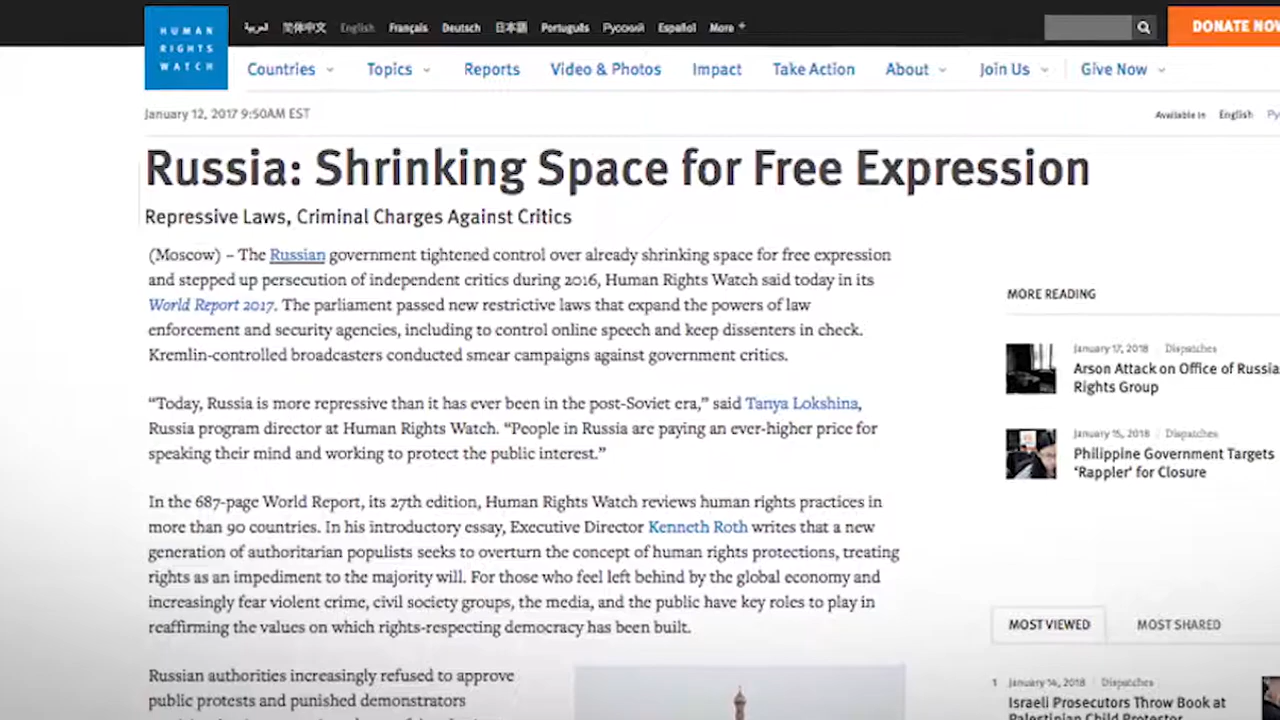 HUMAN
RIGHTS
WATCH
العربية 简体中文 English Français Deutsch 日本語 Português Русский Español More +
DONATE NOW
Countries Topics Reports Video & Photos Impact Take Action About Join Us Give Now
January 12, 2017 9:50AM EST
Available In English
Russia: Shrinking Space for Free Expression
Repressive Laws, Criminal Charges Against Critics
(Moscow) – The Russian government tightened control over already shrinking space for free expression
and stepped up persecution of independent critics during 2016, Human Rights Watch said today in its
World Report 2017. The parliament passed new restrictive laws that expand the powers of law
enforcement and security agencies, including to control online speech and keep dissenters in check.
Kremlin-controlled broadcasters conducted smear campaigns against government critics.
“Today, Russia is more repressive than it has ever been in the post-Soviet era,” said Tanya Lokshina,
Russia program director at Human Rights Watch. “People in Russia are paying an ever-higher price for
speaking their mind and working to protect the public interest.”
In the 687-page World Report, its 27th edition, Human Rights Watch reviews human rights practices in
more than 90 countries. In his introductory essay, Executive Director Kenneth Roth writes that a new
generation of authoritarian populists seeks to overturn the concept of human rights protections, treating
rights as an impediment to the majority will. For those who feel left behind by the global economy and
increasingly fear violent crime, civil society groups, the media, and the public have key roles to play in
reaffirming the values on which rights-respecting democracy has been built.
Russian authorities increasingly refused to approve
public protests and punished demonstrators
MORE READING
January 17, 2018 Dispatches
Arson Attack on Office of Russia
Rights Group
January 15, 2018 Dispatches
Philippine Government Targets
‘Rappler’ for Closure
MOST VIEWED MOST SHARED
1 January 14, 2018 Dispatches
Israeli Prosecutors Throw Book at
Palestinian Child Protester